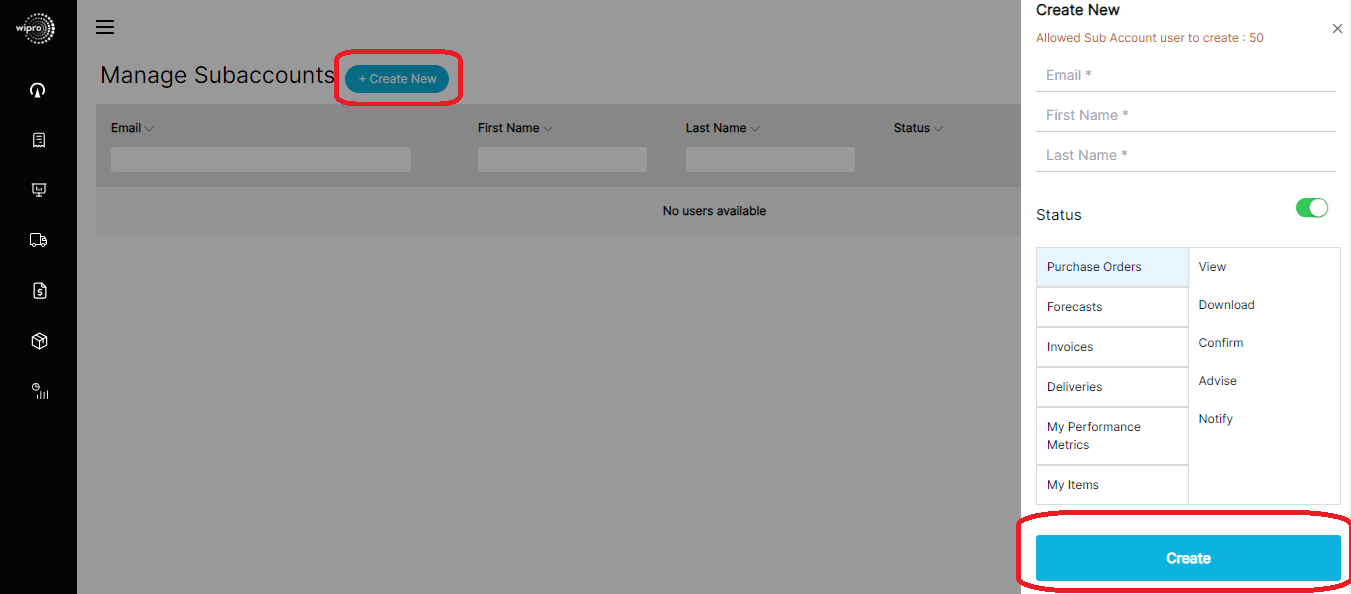 wipro
Manage Subaccounts
+ Create New
Email
First Name
Last Name
Status
No users available
Create New
Allowed Sub Account user to create : 50
Email *
First Name *
Last Name *
Status
Purchase Orders
Forecasts
Invoices
Deliveries
My Performance
Metrics
My Items
View
Download
Confirm
Advise
Notify
Create